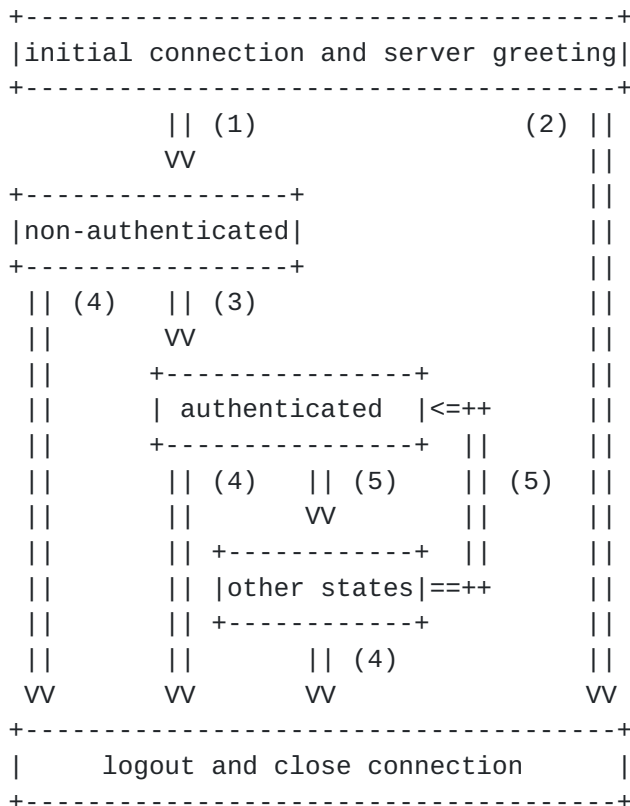 +--------------------------------------+
|initial connection and server greeting|
+--------------------------------------+
          || (1)                 (2) ||
          VV                         ||
+-----------------+                  ||
|non-authenticated|                  ||
+-----------------+                  ||
 || (4)   || (3)                     ||
 ||       VV                         ||
 ||      +----------------+          ||
 ||      | authenticated  |<=++      ||
 ||      +----------------+  ||      ||
 ||       || (4)   || (5)    || (5)  ||
 ||       ||       VV        ||      ||
 ||       || +------------+  ||      ||
 ||       || |other states|==++      ||
 ||       || +------------+          ||
 ||       ||       || (4)            ||
 VV       VV       VV                VV
+--------------------------------------+
|     logout and close connection      |
+--------------------------------------+